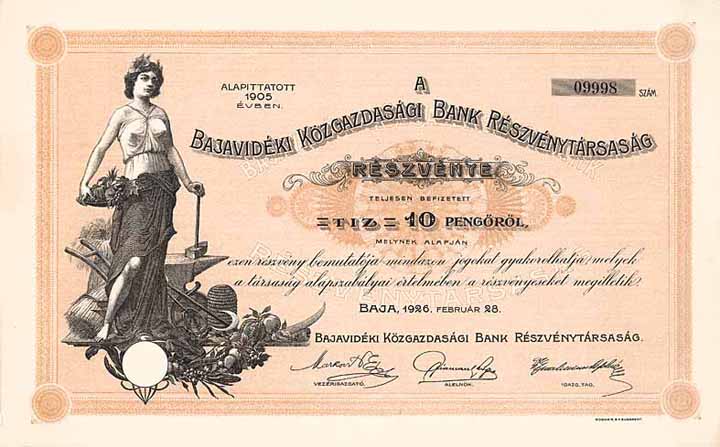 ALAPITTATOTT
1905
ÉVBEN.
09998 SZÁM.
A
BAJAVIDÉKI KÖZGAZDASÁGI BANK RÉSZVÉNYTÁRSASÁG
RÉSZVÉNYE
TELJESEN BEFIZETETT
=TIZ= 10 PENGŐRŐL,
MELYNEK ALAPJÁN
ezen részvény bemutatója mindazon jogokat gyakorolhatja, melyek
a társaság alapszabályai értelmében a részvényeseket megilletik.
BAJA, 1926. FEBRUÁR 28.
BAJAVIDÉKI KÖZGAZDASÁGI BANK RÉSZVÉNYTÁRSASÁG.
VEZÉRIGAZGATÓ.
ALELNÖK.
IGAZG. TAG.